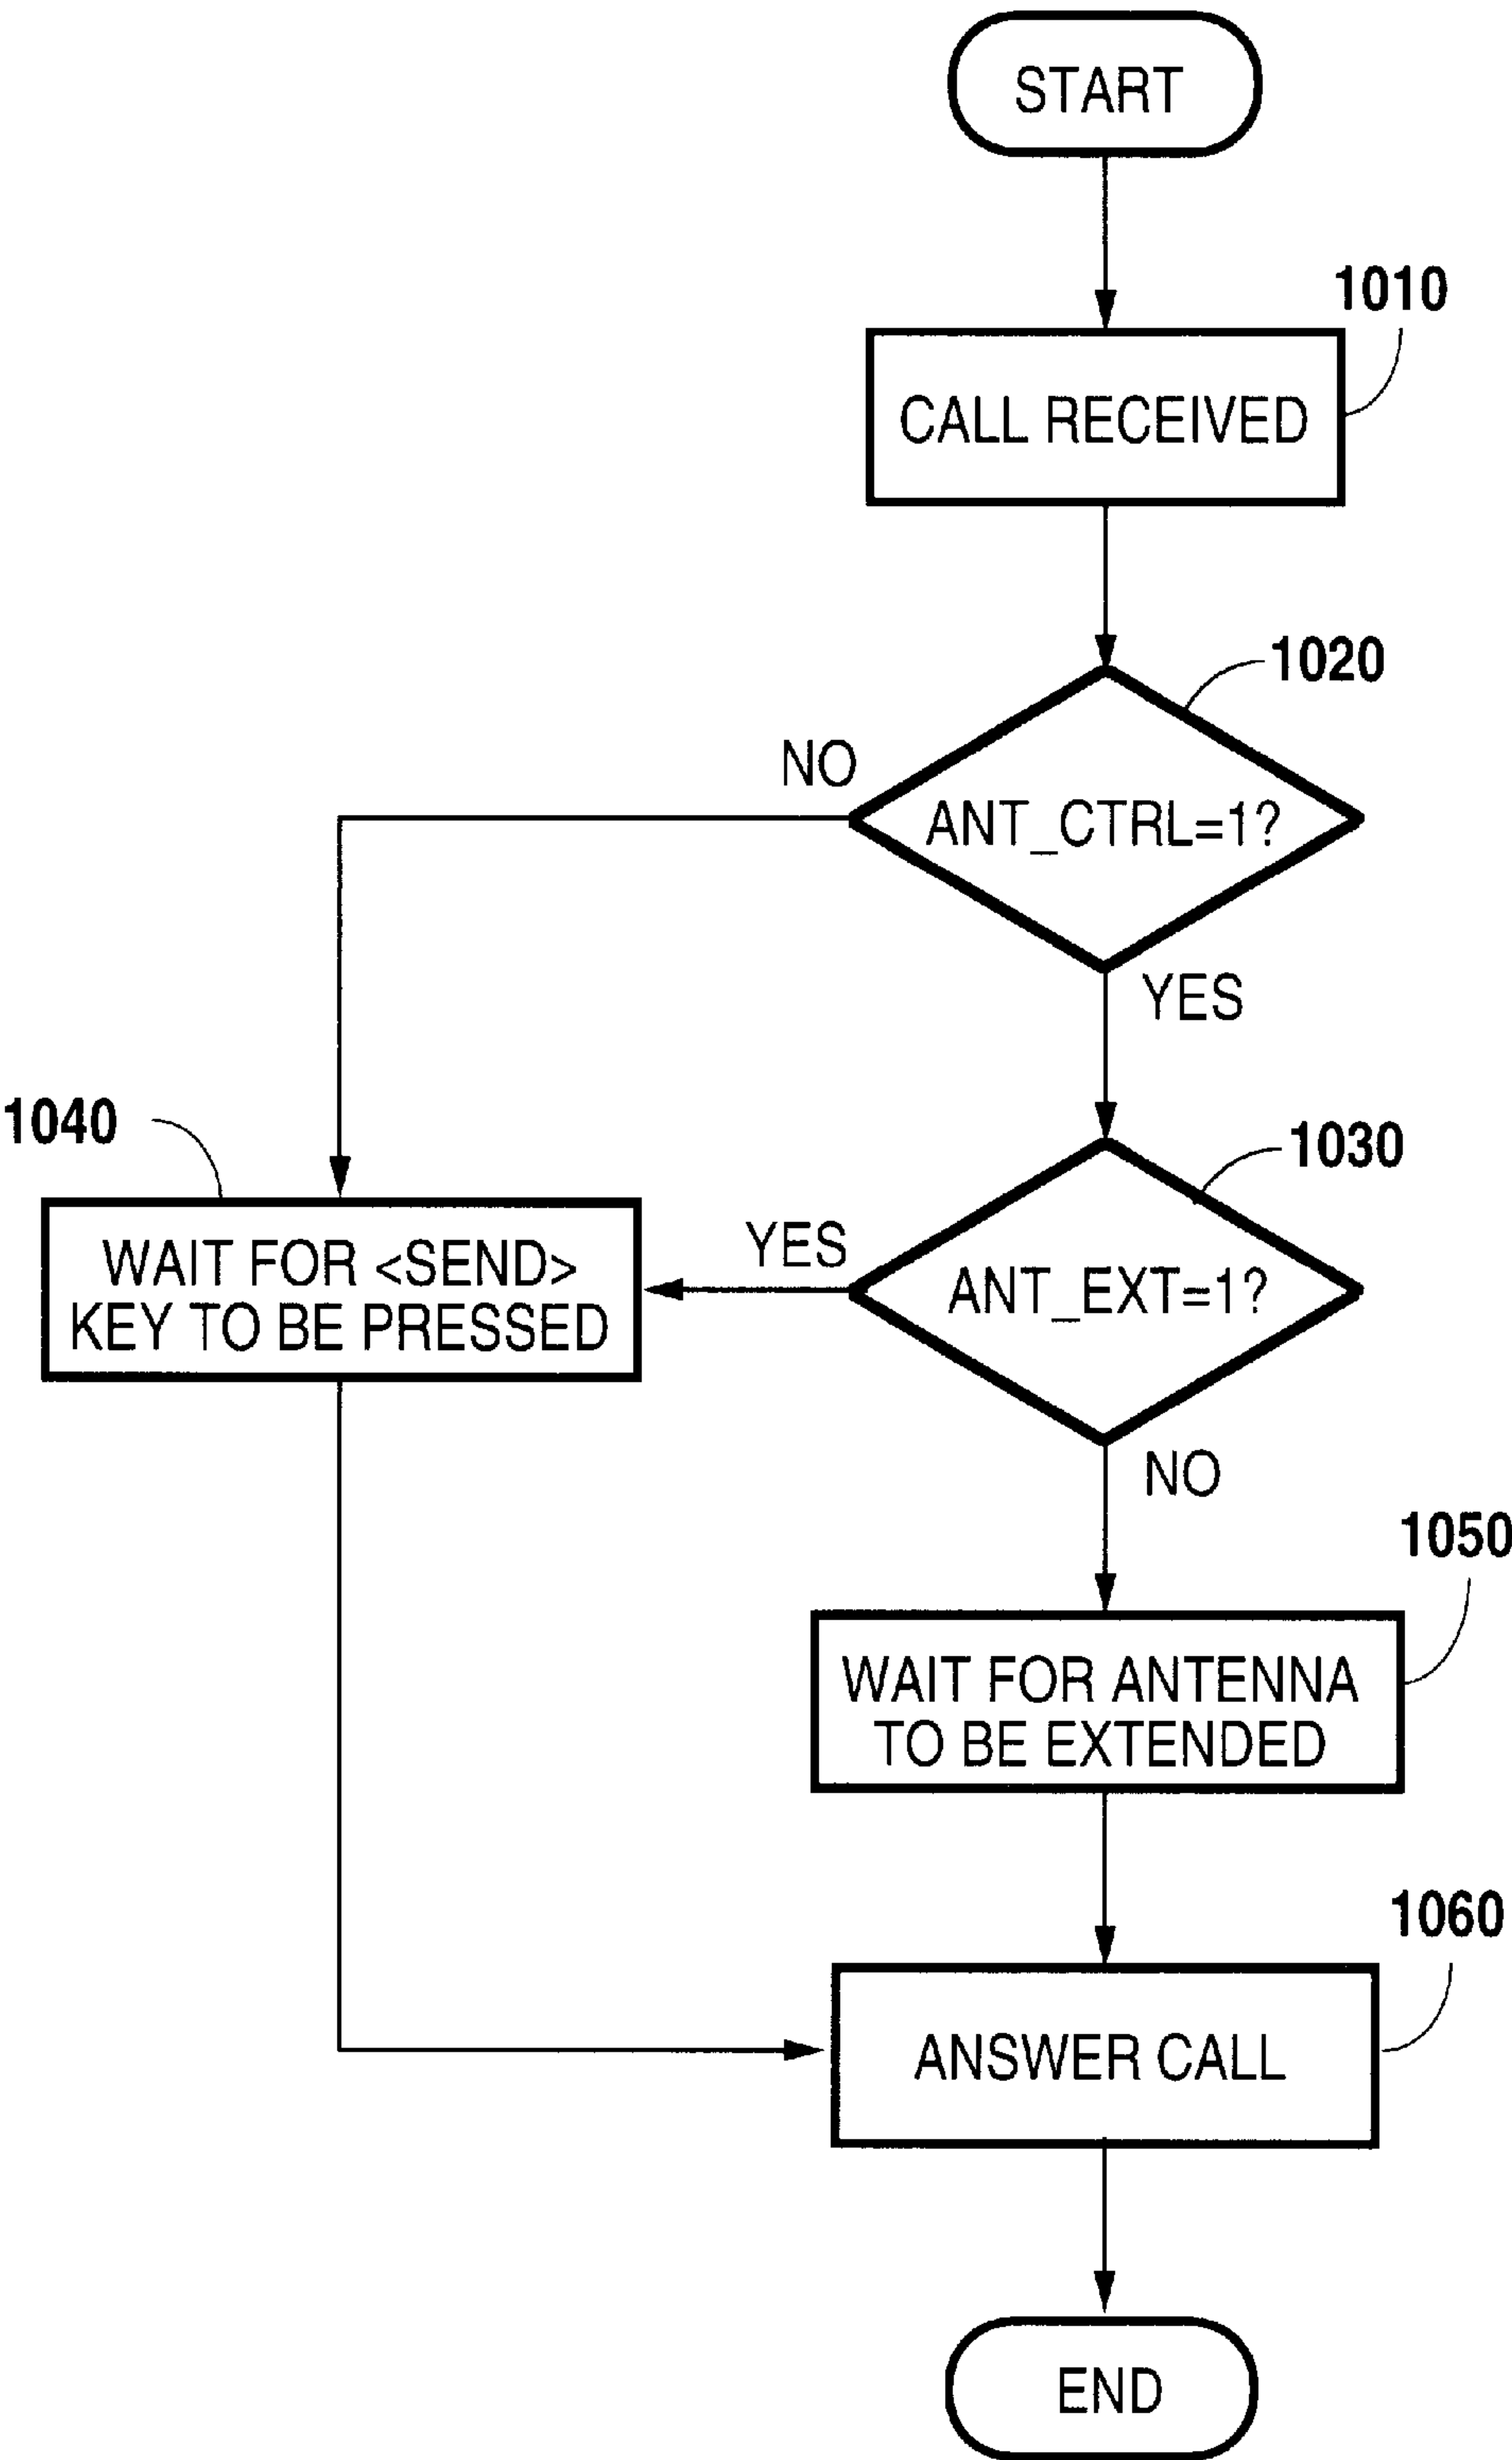 START
1010
CALL RECEIVED
1020
NO
ANT_CTRL=1?
YES
1040
1030
WAIT FOR <SEND>
KEY TO BE PRESSED
YES
ANT_EXT=1?
NO
1050
WAIT FOR ANTENNA
TO BE EXTENDED
1060
ANSWER CALL
END